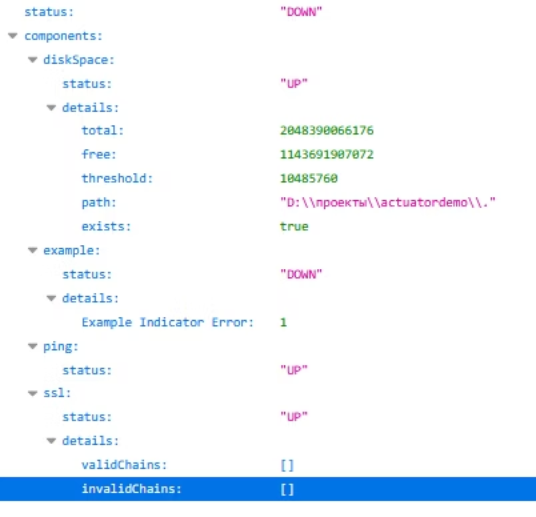 status: "DOWN"
components:
diskSpace:
status: "UP"
details:
total: 2048390066176
free: 1143691907072
threshold: 10485760
path: "D:\\проекты\\actuatordemo\\."
exists: true
example:
status: "DOWN"
details:
Example Indicator Error: 1
ping:
status: "UP"
ssl:
status: "UP"
details:
validChains: []
invalidChains: []